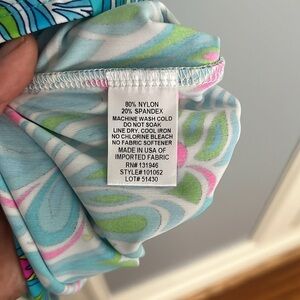 80% NYLON
20% SPANDEX
MACHINE WASH COLD
DO NOT SOAK
LINE DRY, COOL IRON
NO CHLORINE BLEACH
NO FABRIC SOFTENER
MADE IN USA OF
IMPORTED FABRIC
RN# 131946
STYLE#101062
LOT# 51430